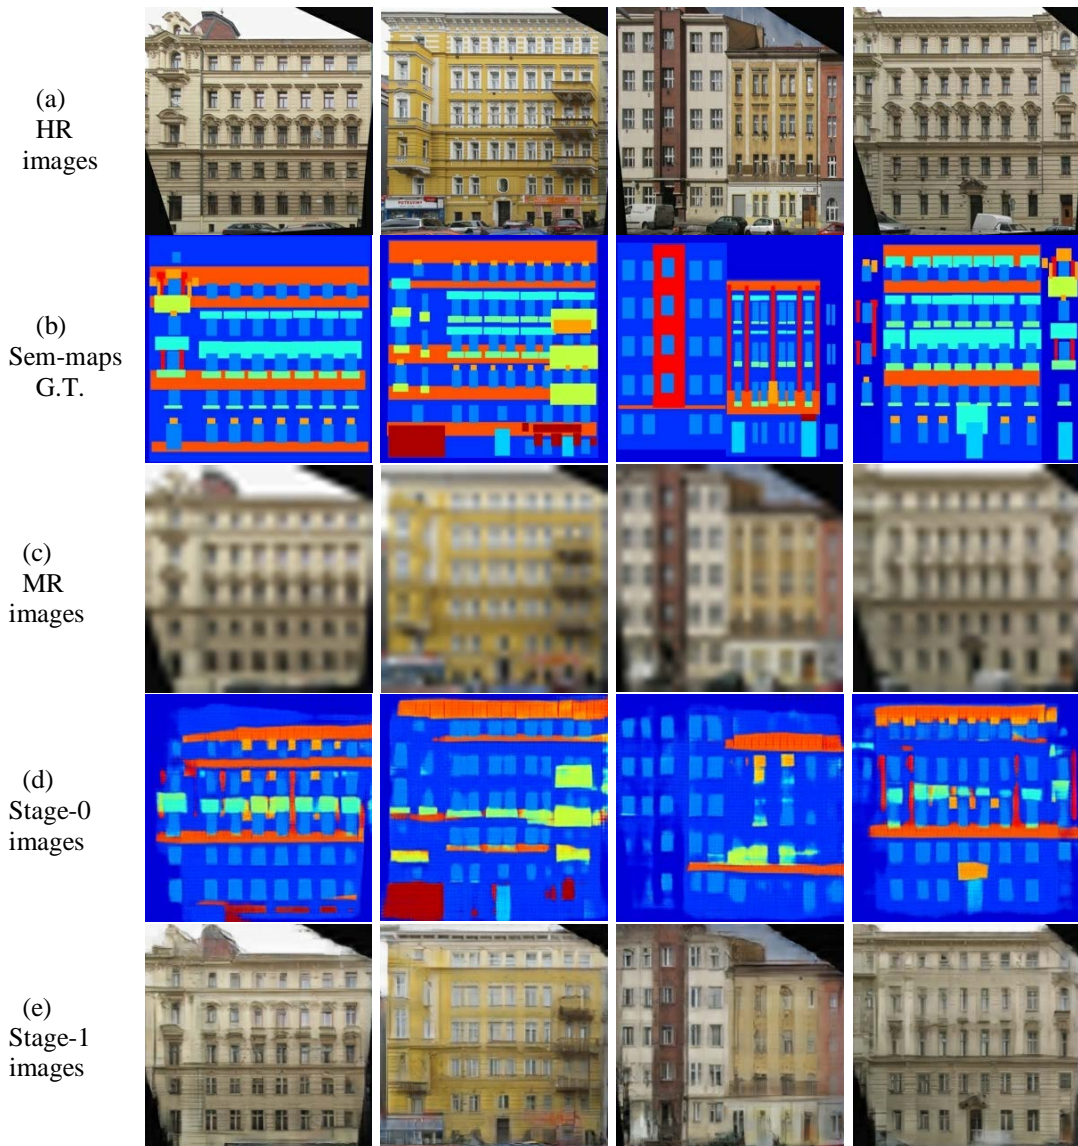 (a)
HR
images
(b)
Sem-maps
G.T.
(c)
MR
images
(d)
Stage-0
images
(e)
Stage-1
images